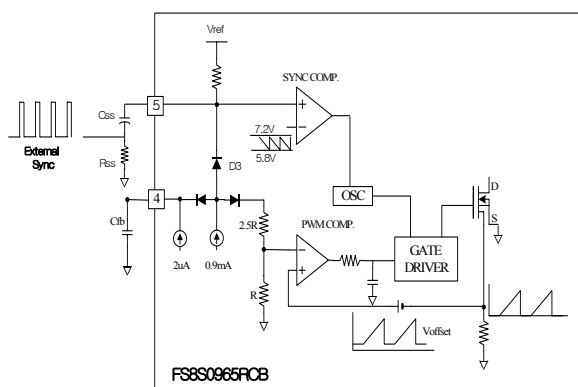 Vref
SYNC COMP.
5
Css
+
−
7.2V
5.8V
External
Sync
Rss
D3
4
OSC
D
S
Cfb
2.5R
PWM COMP.
−
+
GATE
DRIVER
2uA
0.9mA
R
Voffset
FS8S0965RCB